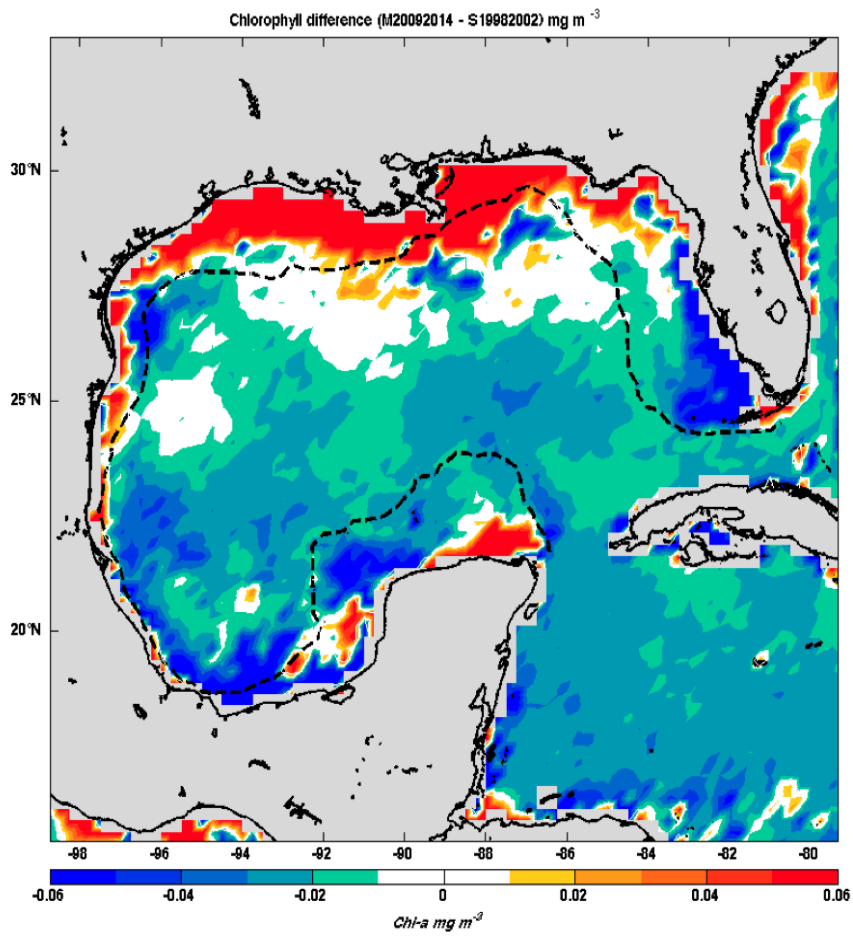 Chlorophyll difference (M20092014 - S19982002) mg m -3
30°N
25°N
20°N
-98 -96 -94 -92 -90 -88 -86 -84 -82 -80
-0.06 -0.04 -0.02 0 0.02 0.04 0.06
Chl-a mg m-3